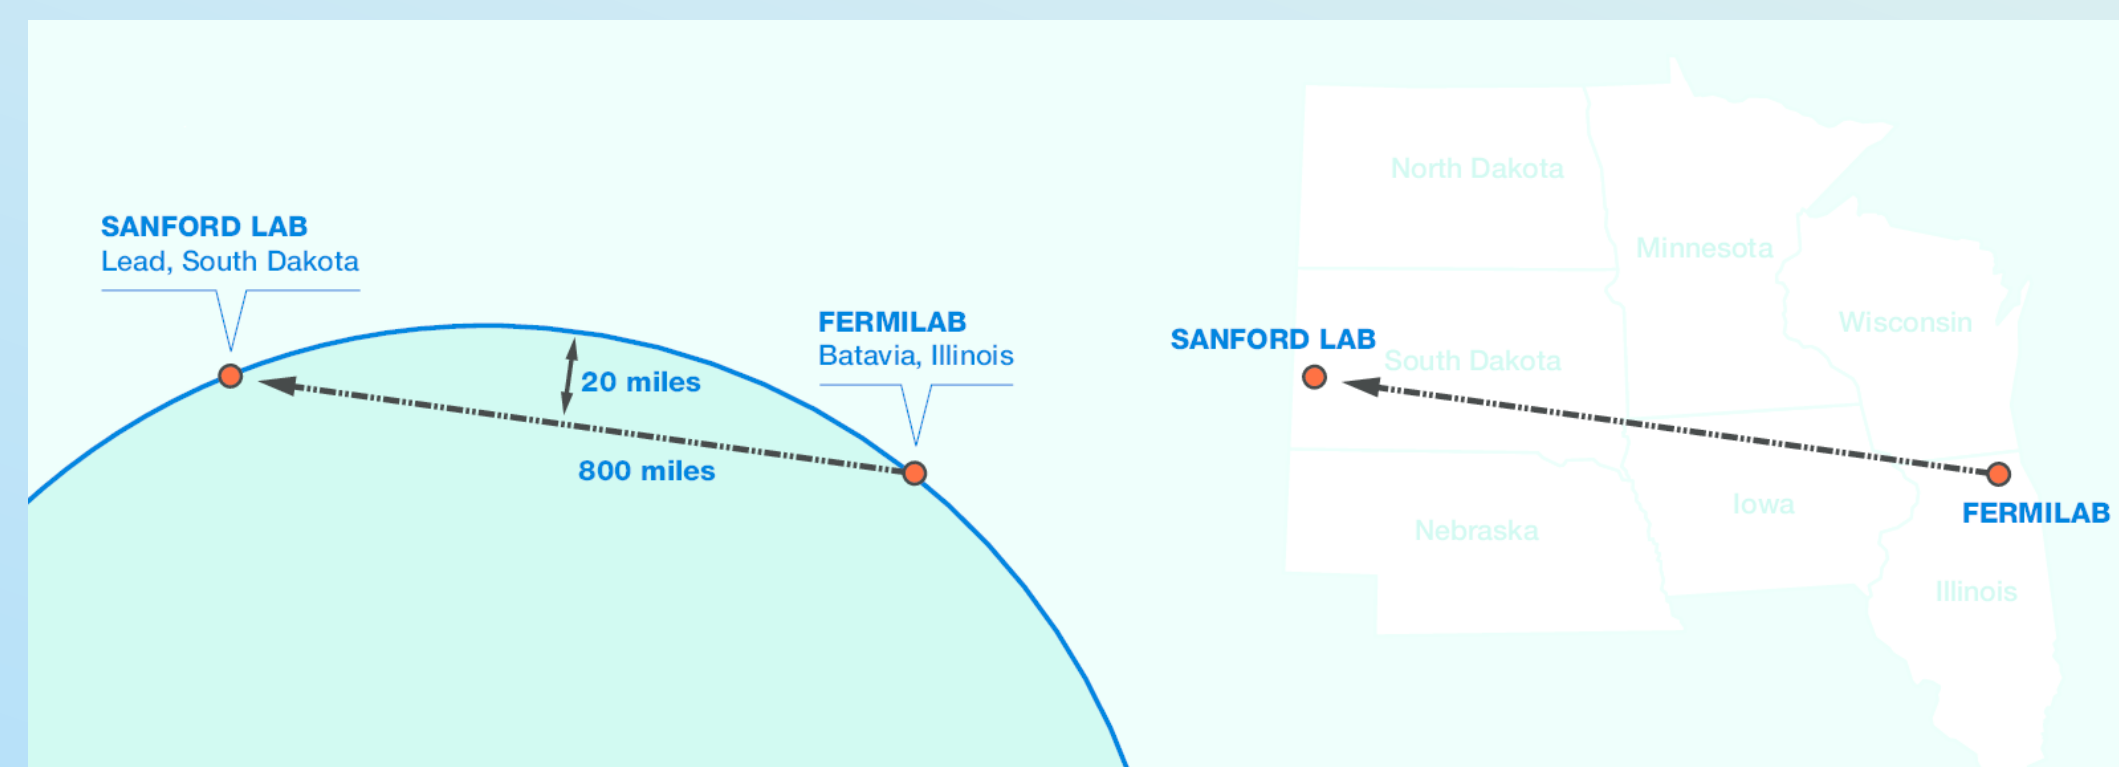 SANFORD LAB
Lead, South Dakota
FERMILAB
Batavia, Illinois
20 miles
800 miles
North Dakota
Minnesota
Wisconsin
SANFORD LAB
South Dakota
Iowa
FERMILAB
Nebraska
Illinois